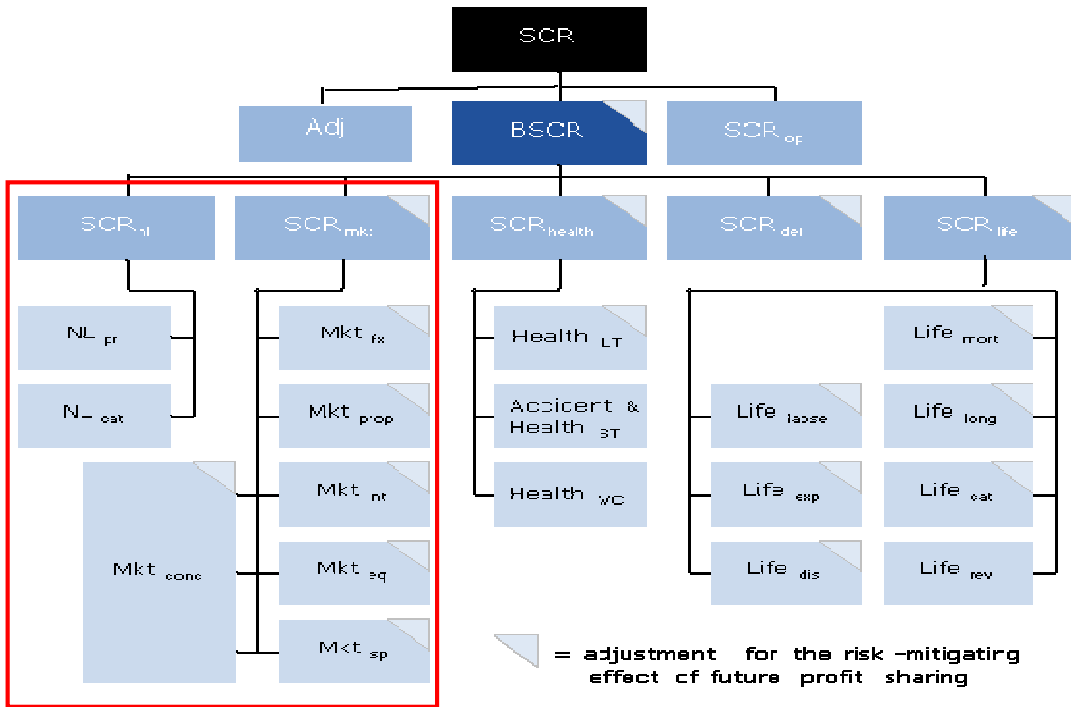 SCR
Adj
BSCR
SCR op
SCR nl
SCR mkt
SCR health
SCR def
SCR life
NL pr
NL cat
Mkt fx
Mkt prop
Mkt int
Mkt eq
Mkt sp
Mkt conc
Health LT
Accident &
Health ST
Health WC
Life lapse
Life exp
Life dis
Life mort
Life long
Life cat
Life rev
= adjustment for the risk -mitigating
effect of future profit sharing